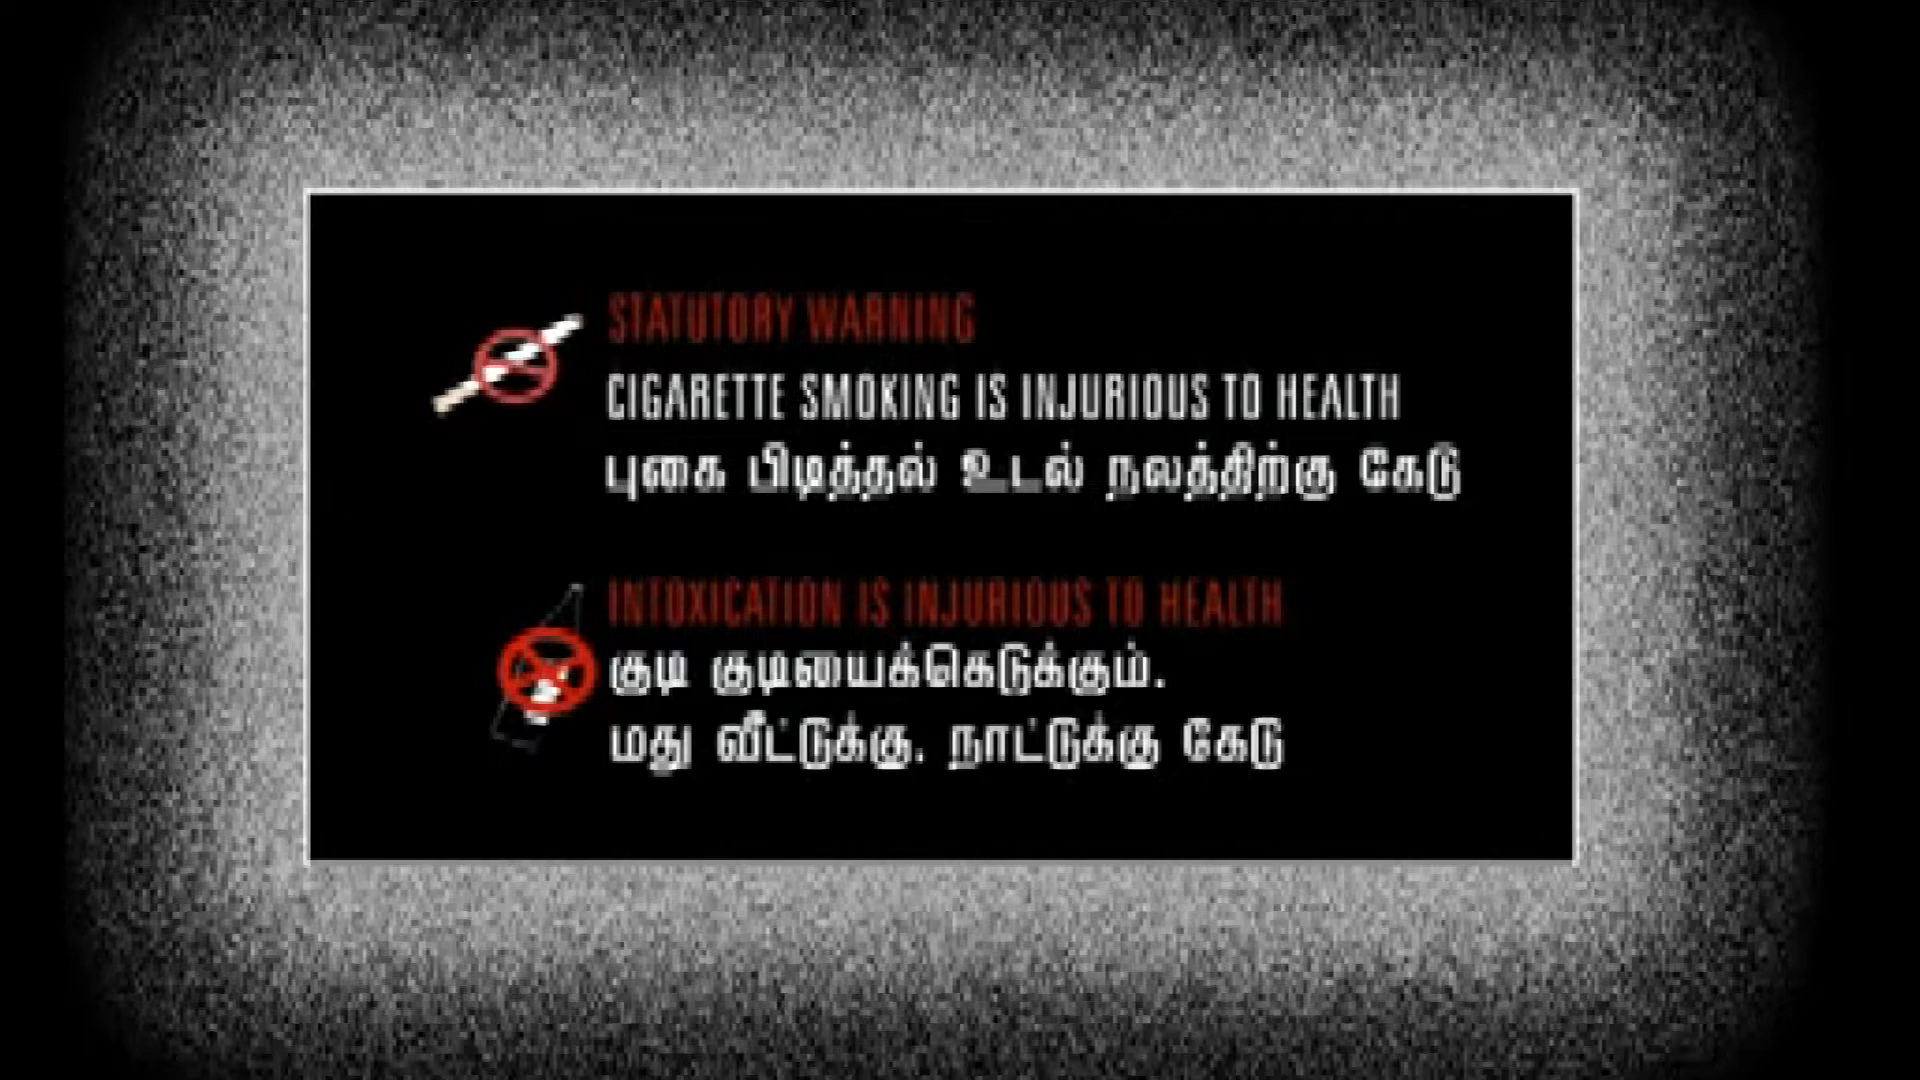 STATUTORY WARNING
CIGARETTE SMOKING IS INJURIOUS TO HEALTH
புகை பிடித்தல் உடல் நலத்திற்கு கேடு
INTOXICATION IS INJURIOUS TO HEALTH
குடி குடியைக்கெடுக்கும்.
மது வீட்டுக்கு. நாட்டுக்கு கேடு